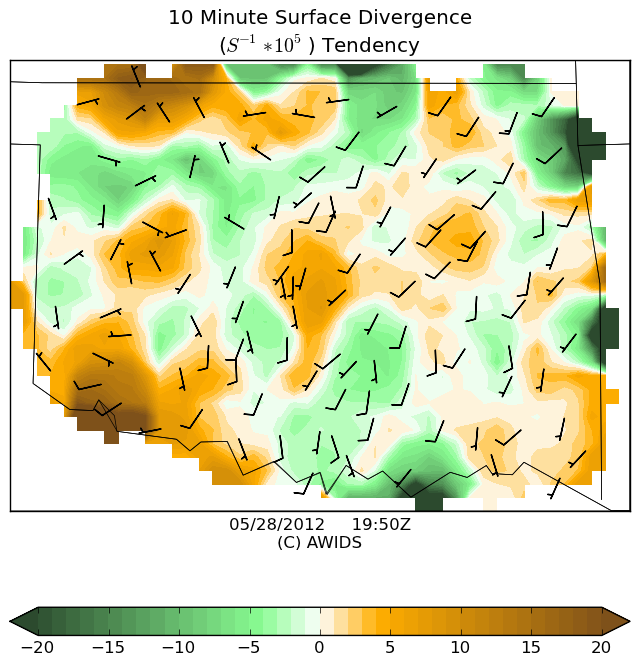 10 Minute Surface Divergence
(S⁻¹ * 10⁵ ) Tendency
05/28/2012 19:50Z
(C) AWIDS
−20 −15 −10 −5 0 5 10 15 20